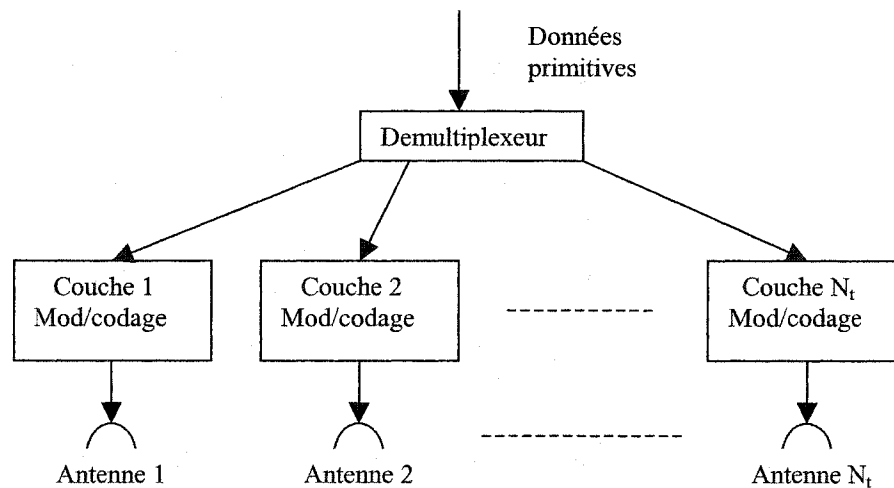 Données
primitives
Demultiplexeur
Couche 1
Mod/codage
Couche 2
Mod/codage
Couche Nₜ
Mod/codage
Antenne 1
Antenne 2
Antenne Nₜ